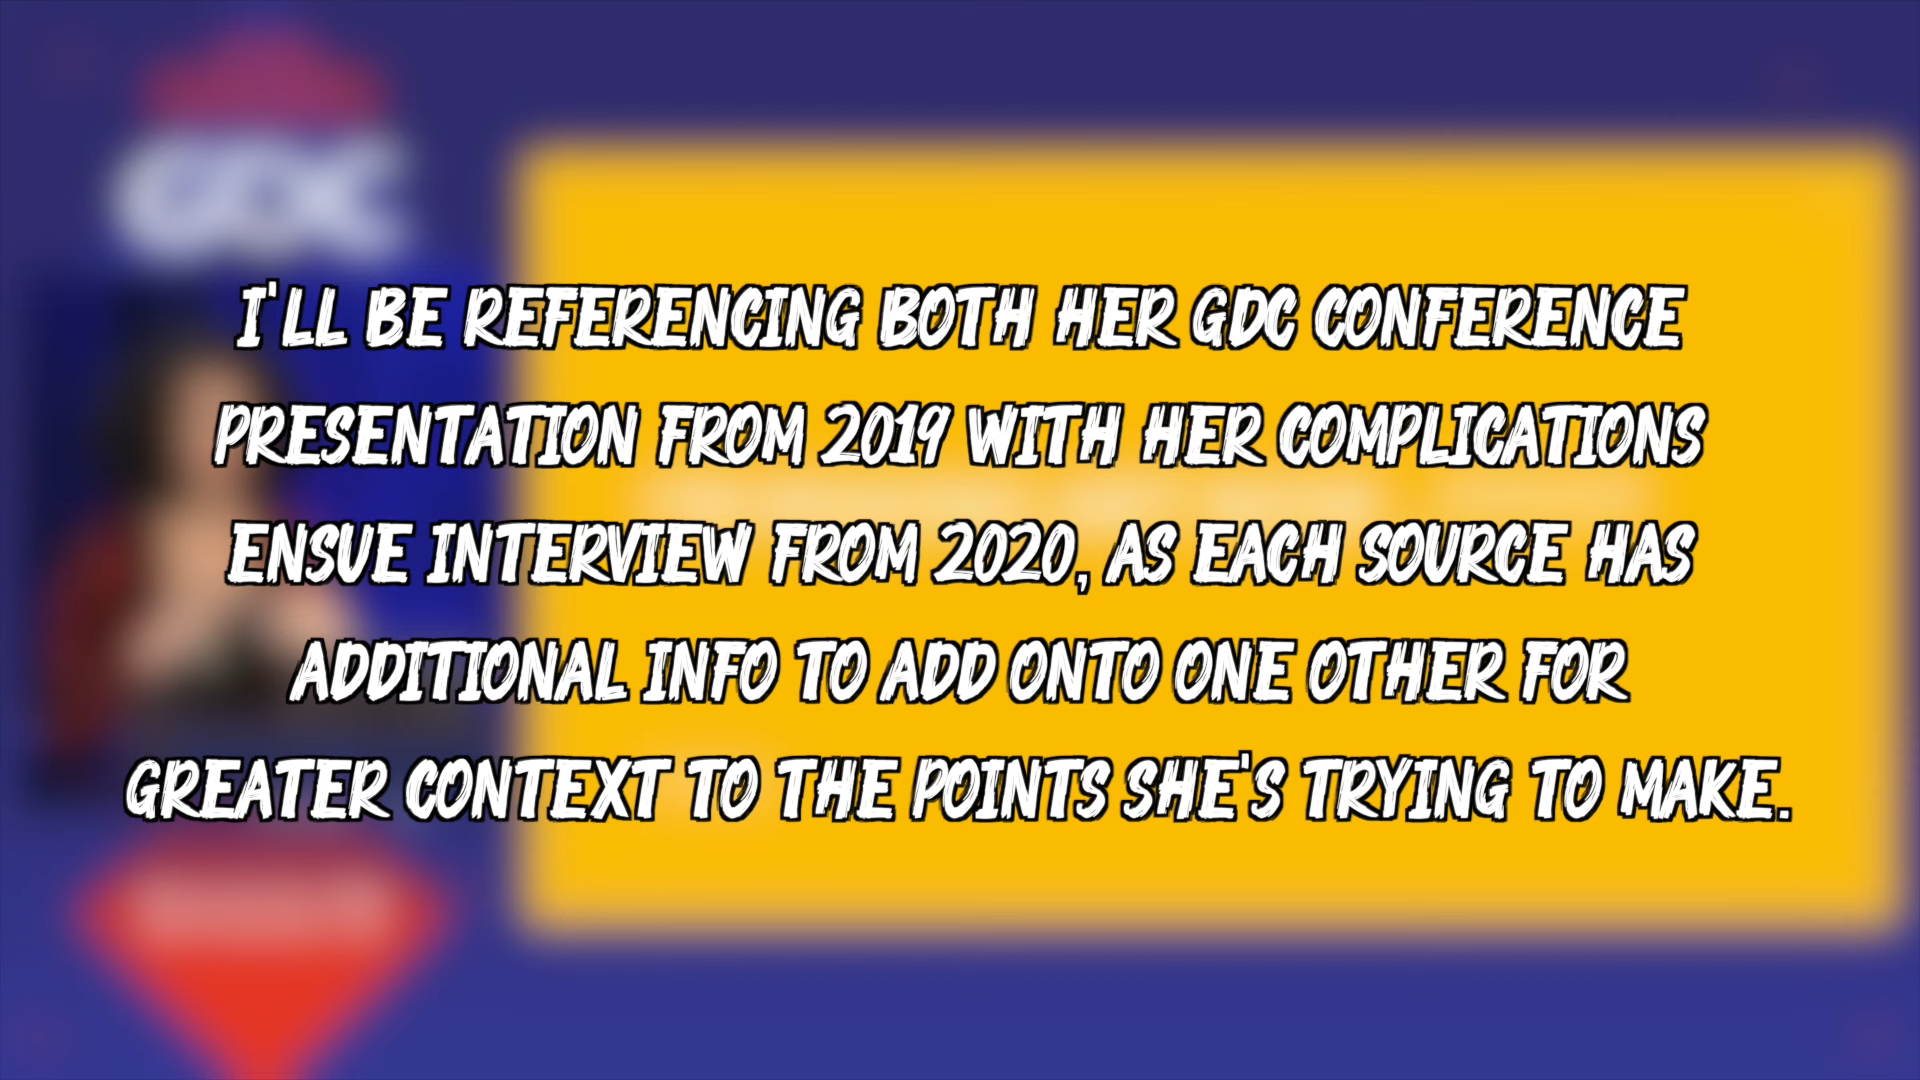 GDC
I'LL BE REFERENCING BOTH HER GDC CONFERENCE
PRESENTATION FROM 2019 WITH HER COMPLICATIONS
ENSUE INTERVIEW FROM 2020, AS EACH SOURCE HAS
ADDITIONAL INFO TO ADD ONTO ONE OTHER FOR
GREATER CONTEXT TO THE POINTS SHE'S TRYING TO MAKE.